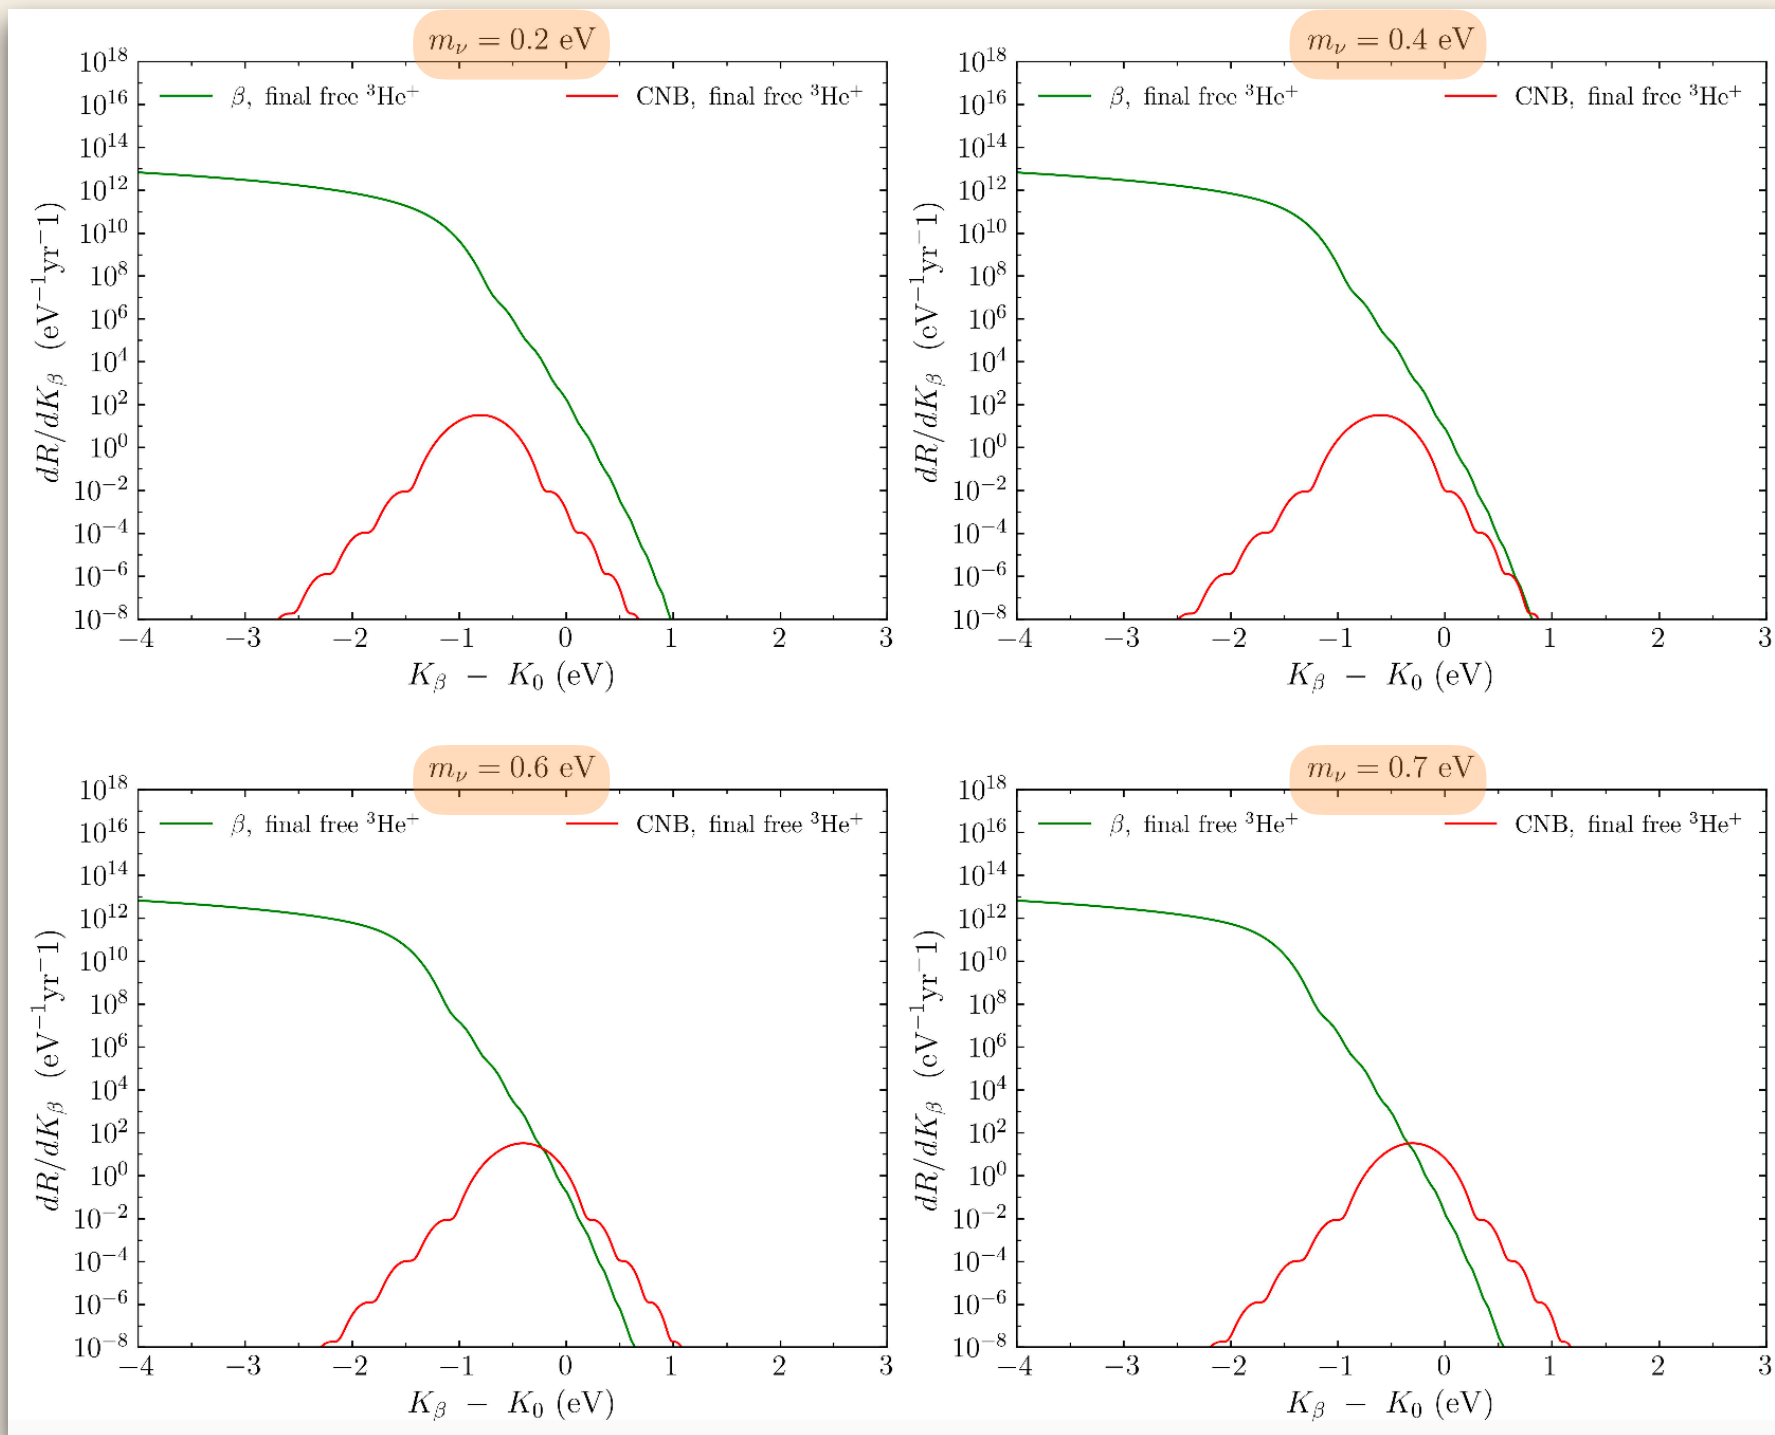 m_ν = 0.2 eV
10^18
10^16
10^14
10^12
10^10
10^8
10^6
10^4
10^2
10^0
10^−2
10^−4
10^−6
10^−8
β, final free ³He⁺
CNB, final free ³He⁺
dR/dK_β (eV^−1yr−1)
−4 −3 −2 −1 0 1 2 3
K_β − K_0 (eV)
m_ν = 0.4 eV
10^18
10^16
10^14
10^12
10^10
10^8
10^6
10^4
10^2
10^0
10^−2
10^−4
10^−6
10^−8
β, final free ³He⁺
CNB, final free ³He⁺
dR/dK_β (eV^−1yr−1)
−4 −3 −2 −1 0 1 2 3
K_β − K_0 (eV)
m_ν = 0.6 eV
10^18
10^16
10^14
10^12
10^10
10^8
10^6
10^4
10^2
10^0
10^−2
10^−4
10^−6
10^−8
β, final free ³He⁺
CNB, final free ³He⁺
dR/dK_β (eV^−1yr−1)
−4 −3 −2 −1 0 1 2 3
K_β − K_0 (eV)
m_ν = 0.7 eV
10^18
10^16
10^14
10^12
10^10
10^8
10^6
10^4
10^2
10^0
10^−2
10^−4
10^−6
10^−8
β, final free ³He⁺
CNB, final free ³He⁺
dR/dK_β (eV^−1yr−1)
−4 −3 −2 −1 0 1 2 3
K_β − K_0 (eV)